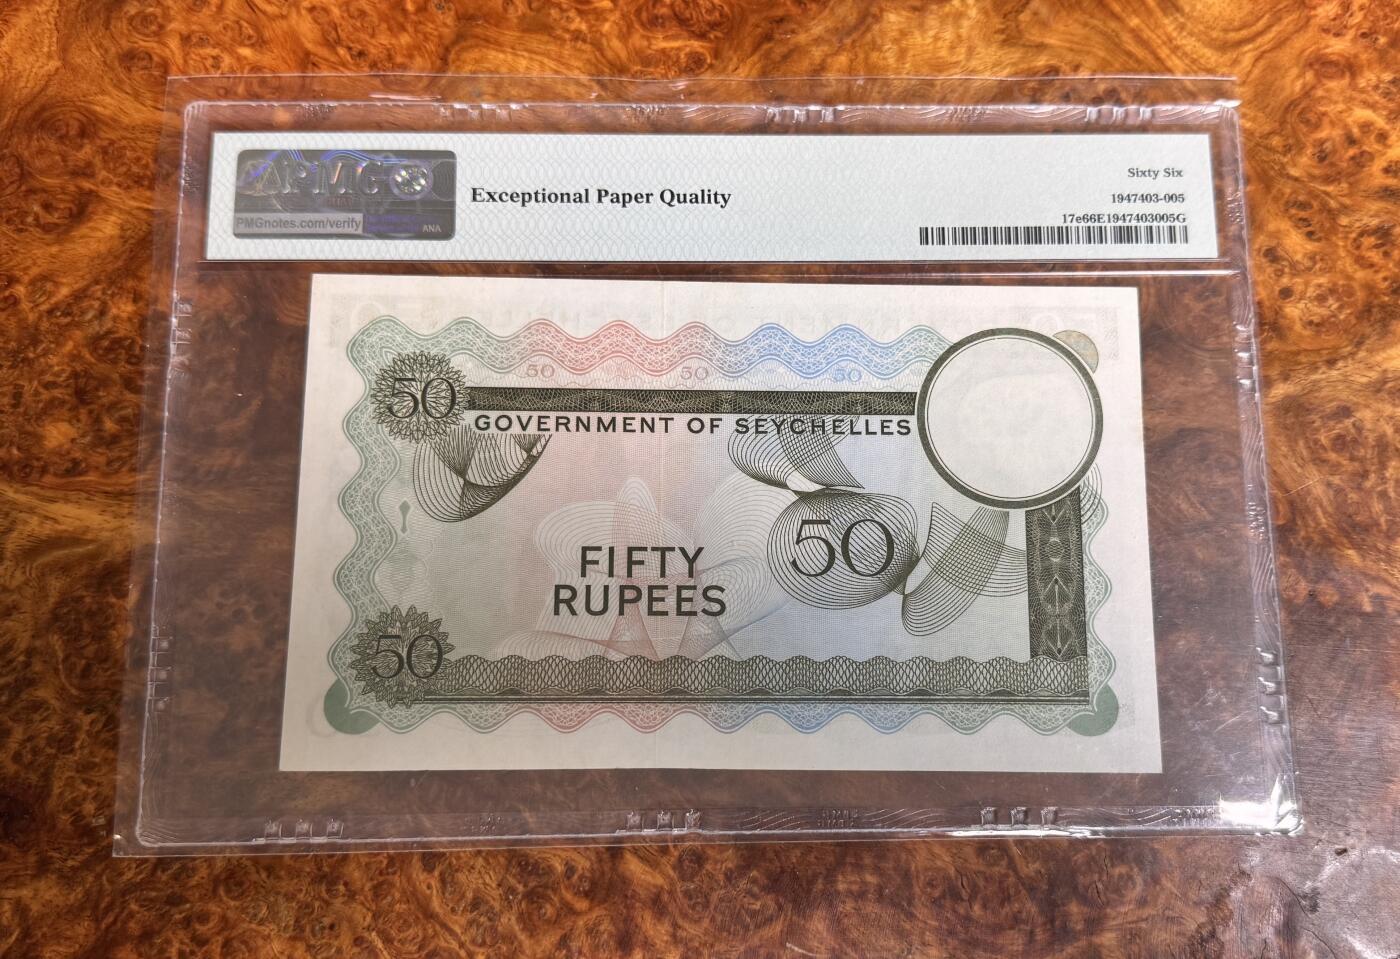 PMG
PMGnotes.com/verify
ANA
Exceptional Paper Quality
Sixty Six
1947403-005
17e66E1947403005G
50 50 50
50
GOVERNMENT OF SEYCHELLES
50
FIFTY
RUPEES
50